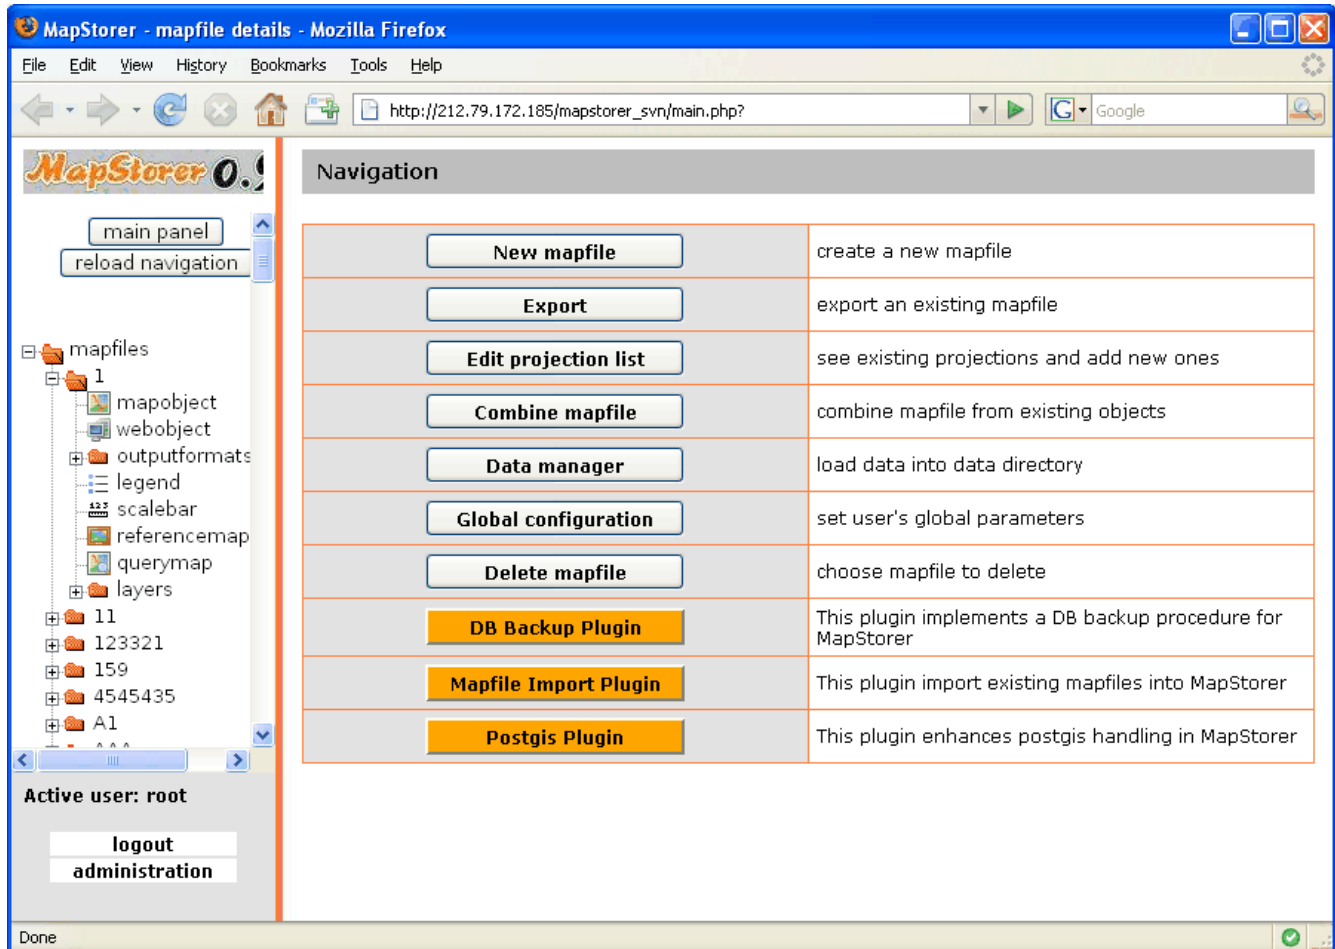 MapStorer - mapfile details - Mozilla Firefox
File Edit View History Bookmarks Tools Help
http://212.79.172.185/mapstorer_svn/main.php?
G Google
MapStorer 0.9
main panel
reload navigation
mapfiles
1
mapobject
webobject
outputformats
legend
123 scalebar
referencemap
querymap
layers
11
123321
159
4545435
A1
Active user: root
logout
administration
Navigation
New mapfile create a new mapfile
Export export an existing mapfile
Edit projection list see existing projections and add new ones
Combine mapfile combine mapfile from existing objects
Data manager load data into data directory
Global configuration set user's global parameters
Delete mapfile choose mapfile to delete
DB Backup Plugin This plugin implements a DB backup procedure for
MapStorer
Mapfile Import Plugin This plugin import existing mapfiles into MapStorer
Postgis Plugin This plugin enhances postgis handling in MapStorer
Done